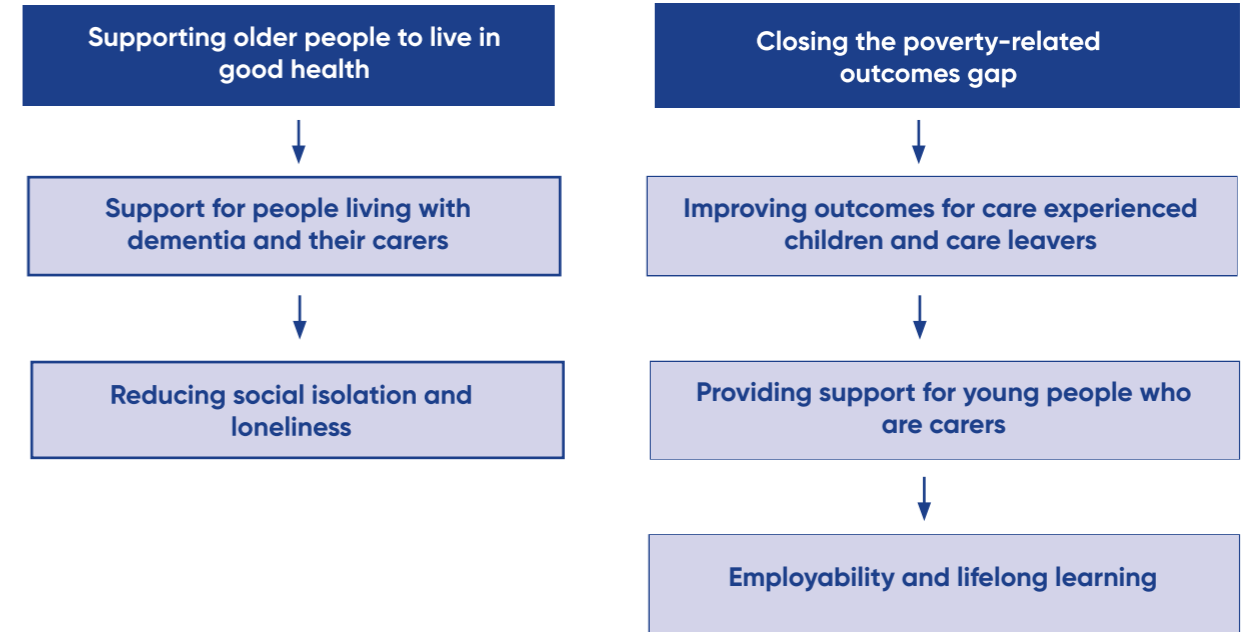 Supporting older people to live in
good health
Support for people living with
dementia and their carers
Reducing social isolation and
loneliness
Closing the poverty-related
outcomes gap
Improving outcomes for care experienced
children and care leavers
Providing support for young people who
are carers
Employability and lifelong learning